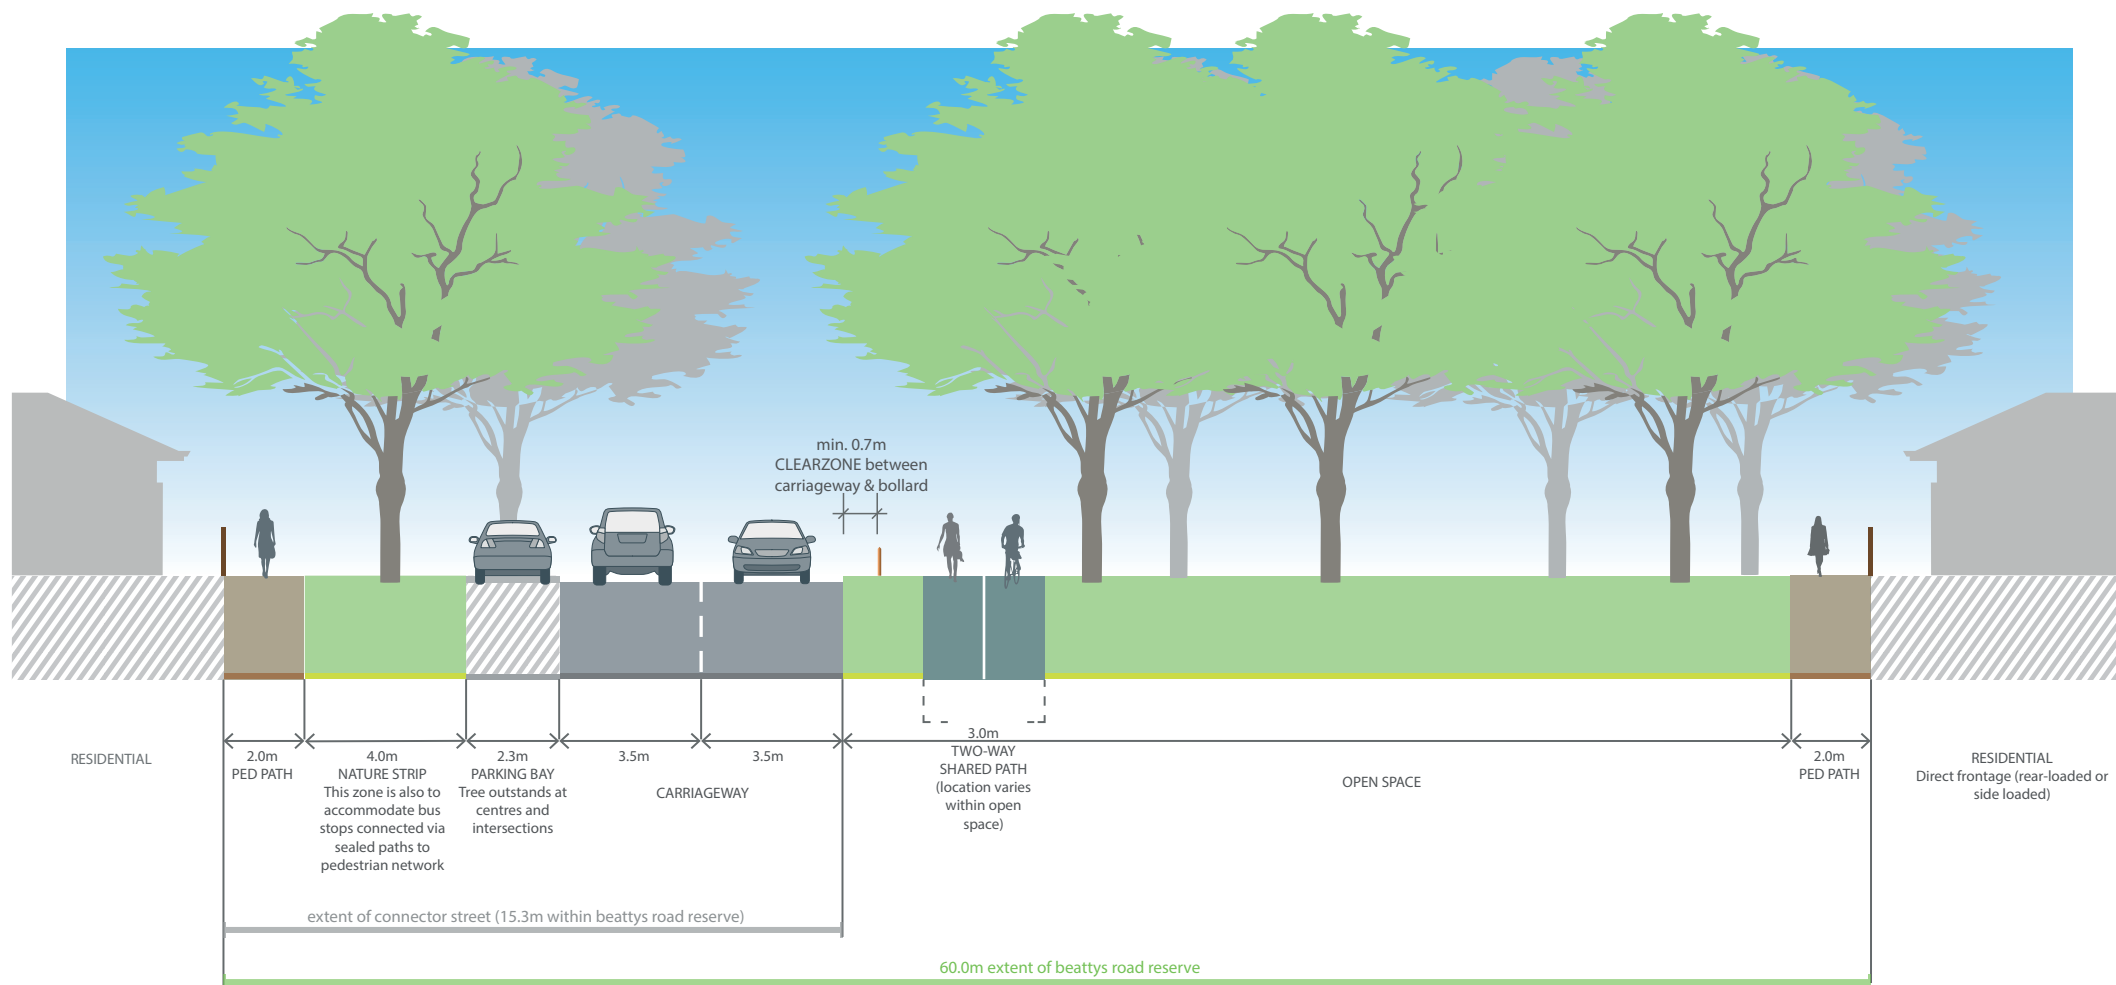 min. 0.7m
CLEARZONE between
carriageway & bollard
RESIDENTIAL
2.0m
PED PATH
4.0m
NATURE STRIP
This zone is also to
accommodate bus
stops connected via
sealed paths to
pedestrian network
2.3m
PARKING BAY
Tree outstands at
centres and
intersections
3.5m
3.5m
CARRIAGEWAY
3.0m
TWO-WAY
SHARED PATH
(location varies
within open
space)
OPEN SPACE
2.0m
PED PATH
RESIDENTIAL
Direct frontage (rear-loaded or
side loaded)
extent of connector street (15.3m within beattys road reserve)
60.0m extent of beattys road reserve